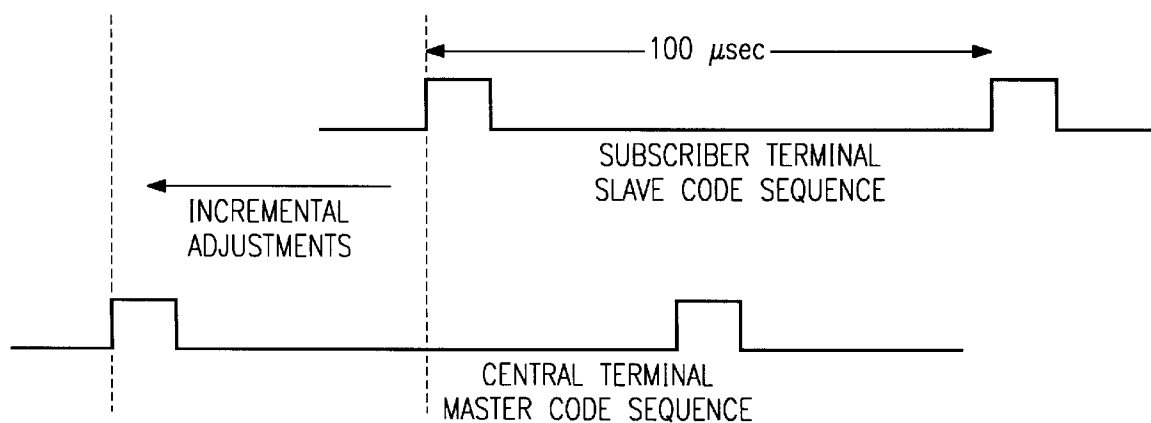 100 μsec
SUBSCRIBER TERMINAL
SLAVE CODE SEQUENCE
INCREMENTAL
ADJUSTMENTS
CENTRAL TERMINAL
MASTER CODE SEQUENCE